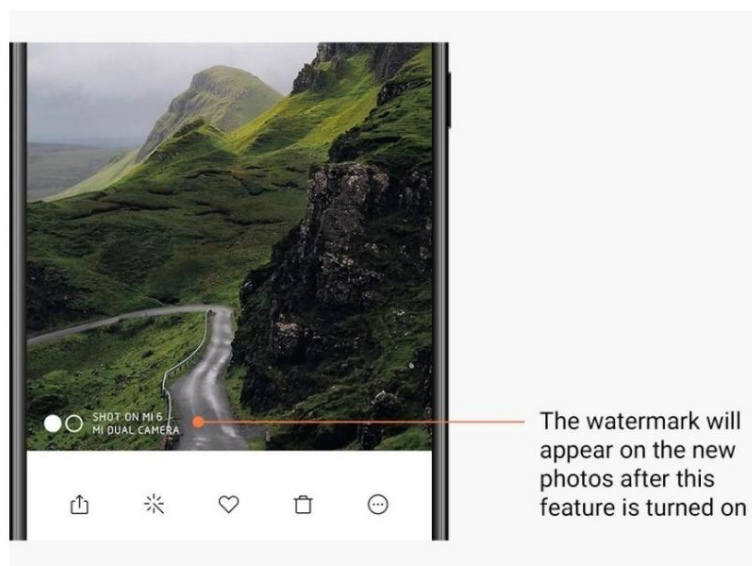 SHOT ON MI 6
MI DUAL CAMERA
The watermark will
appear on the new
photos after this
feature is turned on